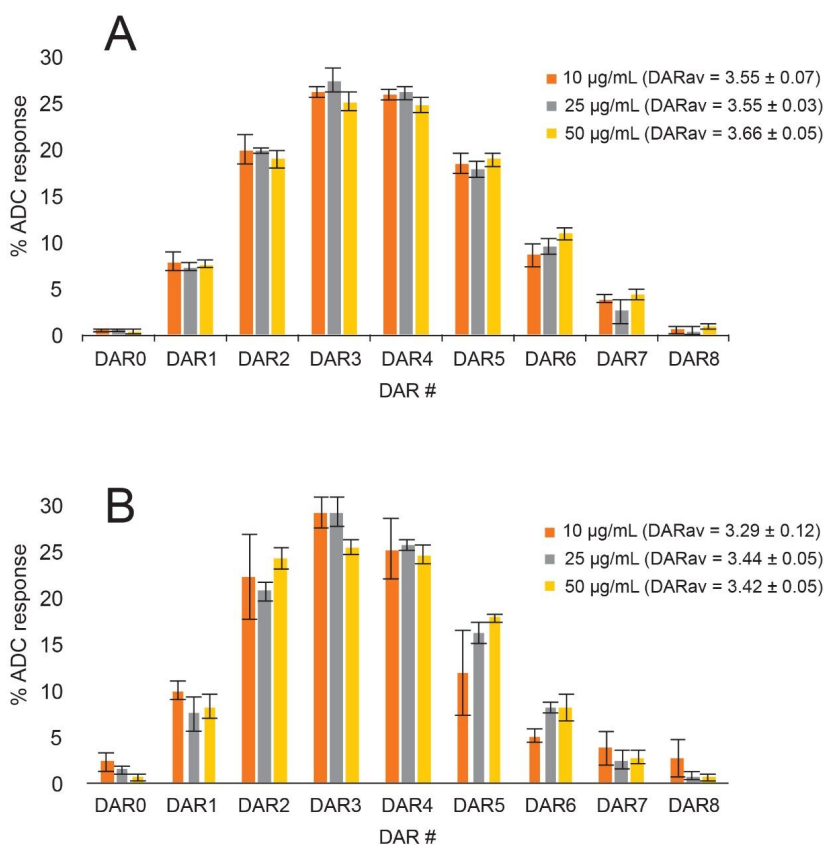 A
30
25
20
15
10
5
0
% ADC response
10 µg/mL (DARav = 3.55 ± 0.07)
25 µg/mL (DARav = 3.55 ± 0.03)
50 µg/mL (DARav = 3.66 ± 0.05)
DAR0 DAR1 DAR2 DAR3 DAR4 DAR5 DAR6 DAR7 DAR8
DAR #
B
30
25
20
15
10
5
0
% ADC response
10 µg/mL (DARav = 3.29 ± 0.12)
25 µg/mL (DARav = 3.44 ± 0.05)
50 µg/mL (DARav = 3.42 ± 0.05)
DAR0 DAR1 DAR2 DAR3 DAR4 DAR5 DAR6 DAR7 DAR8
DAR #